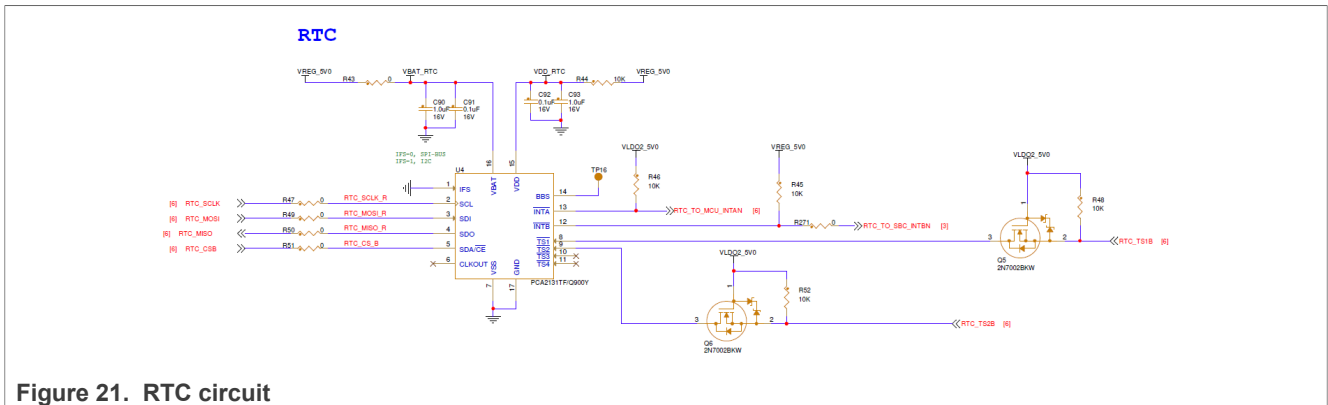 RTC
VREG_5V0 R43 0 VBAT_RTC VDD_RTC R44 10K VREG_5V0
C90 1.0uF 16V
C91 0.1uF 16V
C92 0.1uF 16V
C93 1.0uF 16V
IFS=0, SPI-BUS
IFS=1, I2C
U4
16 VBAT
15 VDD
1 IFS
2 SCL
3 SDI
4 SDO
5 SDA/CE
6 CLKOUT
7 VSS
17 GND
BBS 14
INTA 13
INTB 12
TS1 8
TS2 9
TS3 10
TS4 11
PCA2131TF/Q900Y
TP16
[6] RTC_SCLK R47 0 RTC_SCLK_R
[6] RTC_MOSI R49 0 RTC_MOSI_R
[6] RTC_MISO R50 0 RTC_MISO_R
[6] RTC_CSB R51 0 RTC_CS_B
VLDO2_5V0
R46
10K
RTC_TO_MCU_INTAN [6]
VREG_5V0
R45
10K
R271 0 RTC_TO_SBC_INTBN [3]
VLDO2_5V0
R48
10K
1
3 2 RTC_TS1B [6]
Q5
2N7002BKW
VLDO2_5V0
R52
10K
1
3 2 RTC_TS2B [6]
Q6
2N7002BKW
Figure 21. RTC circuit